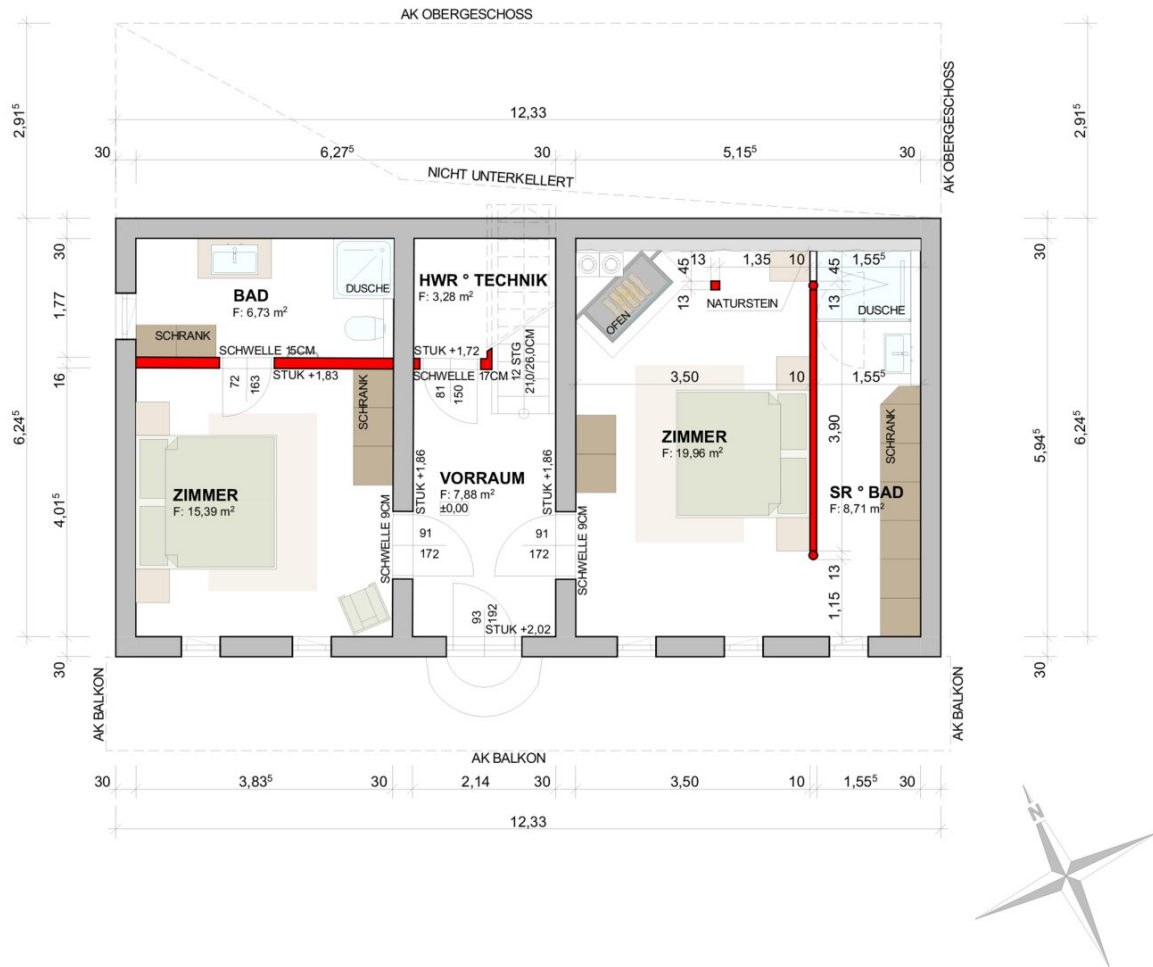 AK OBERGESCHOSS
12,33
2,91⁵
2,91⁵
AK OBERGESCHOSS
30
6,27⁵
30
5,15⁵
30
NICHT UNTERKELLERT
30
1,77⁷
16
4,01⁵
30
6,24⁵
BAD
F: 6,73 m²
DUSCHE
SCHRANK
SCHWELLE 15CM
STUK +1,83
72
163
SCHRANK
ZIMMER
F: 15,39 m²
SCHWELLE 9CM
HWR ° TECHNIK
F: 3,28 m²
STUK +1,72
SCHWELLE 17CM
81
150
12 STG
21,0/26,0CM
VORRAUM
F: 7,88 m²
±0,00
STUK +1,86
STUK +1,86
91
172
91
172
93
192
STUK +2,02
SCHWELLE 9CM
OFEN
45
13
13
1,35
10
45
1,55⁵
13
NATURSTEIN
DUSCHE
3,50
10
1,55⁵
ZIMMER
F: 19,96 m²
3,90
SCHRANK
SR ° BAD
F: 8,71 m²
13
1,15
30
5,94⁵
30
6,24⁵
AK BALKON
AK BALKON
AK BALKON
30
3,83⁵
30
2,14
30
3,50
10
1,55⁵
30
12,33
N